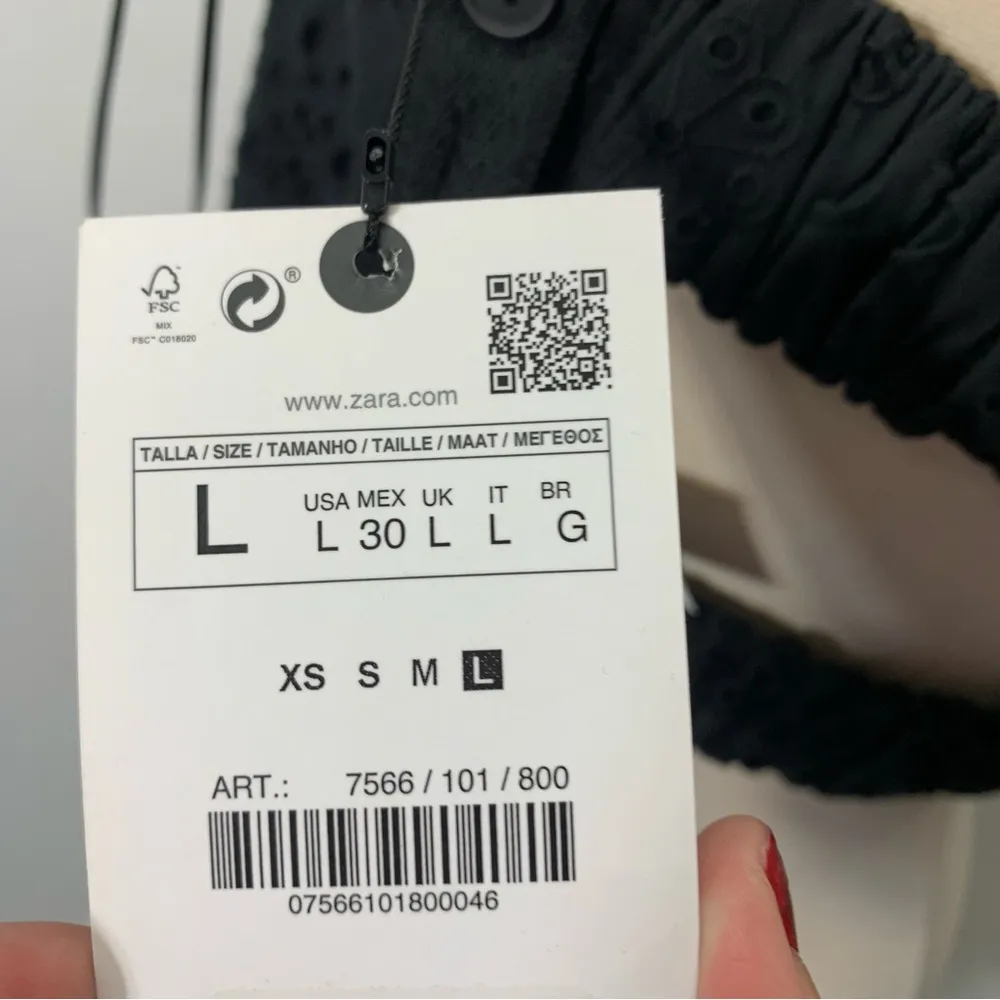 FSC
MIX
FSC™ C018020
®
www.zara.com
TALLA / SIZE / TAMANHO / TAILLE / MAAT / ΜΕΓΕΘΟΣ
L
USA MEX UK IT BR
L 30 L L G
XS S M L
ART.: 7566 / 101 / 800
07566101800046